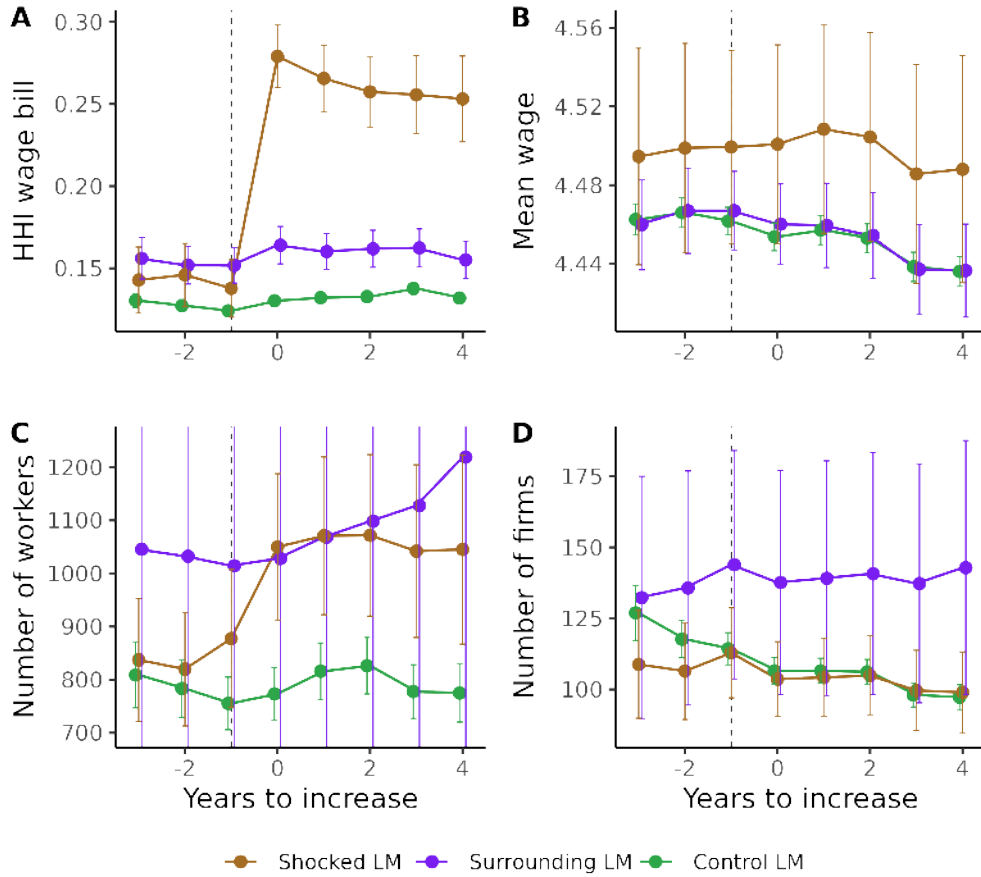 A
B
HHI wage bill
0.30
0.25
0.20
0.15
-2 0 2 4
Mean wage
4.56
4.52
4.48
4.44
-2 0 2 4
C
D
Number of workers
1200
1100
1000
900
800
700
-2 0 2 4
Years to increase
Number of firms
175
150
125
100
-2 0 2 4
Years to increase
Shocked LM Surrounding LM Control LM